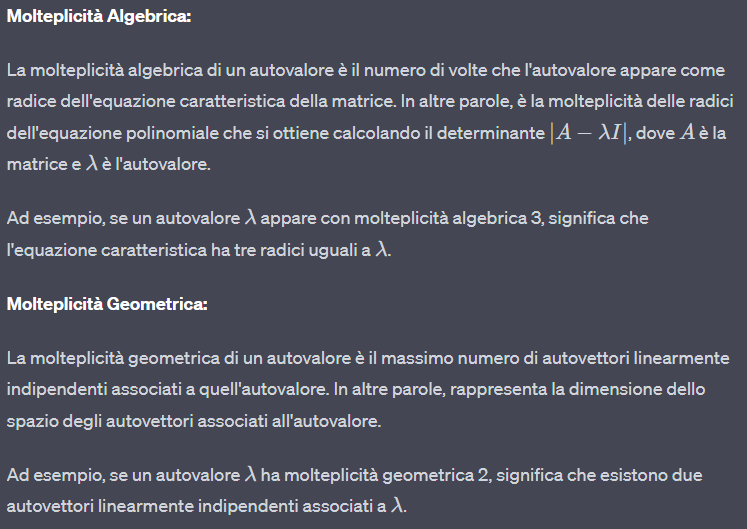 Molteplicità Algebrica:
La molteplicità algebrica di un autovalore è il numero di volte che l'autovalore appare come
radice dell'equazione caratteristica della matrice. In altre parole, è la molteplicità delle radici
dell'equazione polinomiale che si ottiene calcolando il determinante |A − λI|, dove A è la
matrice e λ è l'autovalore.
Ad esempio, se un autovalore λ appare con molteplicità algebrica 3, significa che
l'equazione caratteristica ha tre radici uguali a λ.
Molteplicità Geometrica:
La molteplicità geometrica di un autovalore è il massimo numero di autovettori linearmente
indipendenti associati a quell'autovalore. In altre parole, rappresenta la dimensione dello
spazio degli autovettori associati all'autovalore.
Ad esempio, se un autovalore λ ha molteplicità geometrica 2, significa che esistono due
autovettori linearmente indipendenti associati a λ.